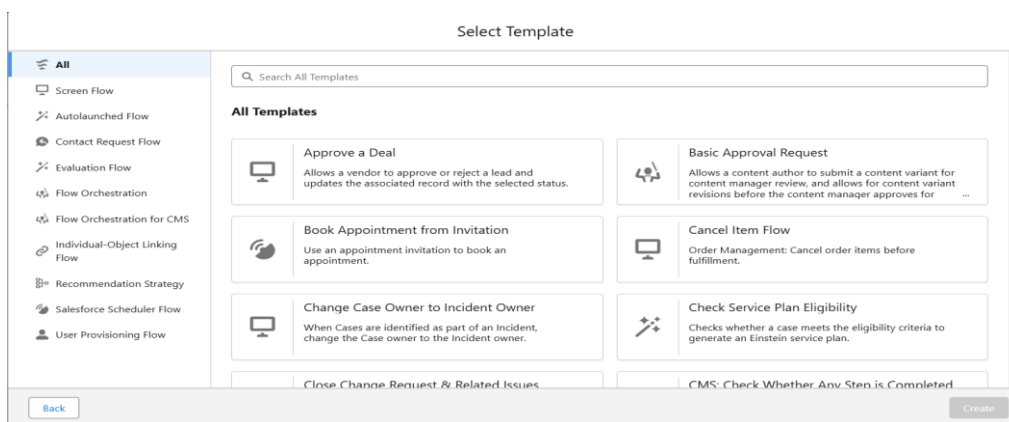 Select Template
All
Screen Flow
Autolaunched Flow
Contact Request Flow
Evaluation Flow
Flow Orchestration
Flow Orchestration for CMS
Individual-Object Linking
Flow
Recommendation Strategy
Salesforce Scheduler Flow
User Provisioning Flow
Search All Templates
All Templates
Approve a Deal
Allows a vendor to approve or reject a lead and
updates the associated record with the selected status.
Basic Approval Request
Allows a content author to submit a content variant for
content manager review, and allows for content variant
revisions before the content manager approves for ...
Book Appointment from Invitation
Use an appointment invitation to book an
appointment.
Cancel Item Flow
Order Management: Cancel order items before
fulfillment.
Change Case Owner to Incident Owner
When Cases are identified as part of an Incident,
change the Case owner to the Incident owner.
Check Service Plan Eligibility
Checks whether a case meets the eligibility criteria to
generate an Einstein service plan.
Close Change Request & Related Issues
CMS: Check Whether Any Step is Completed
Back
Create